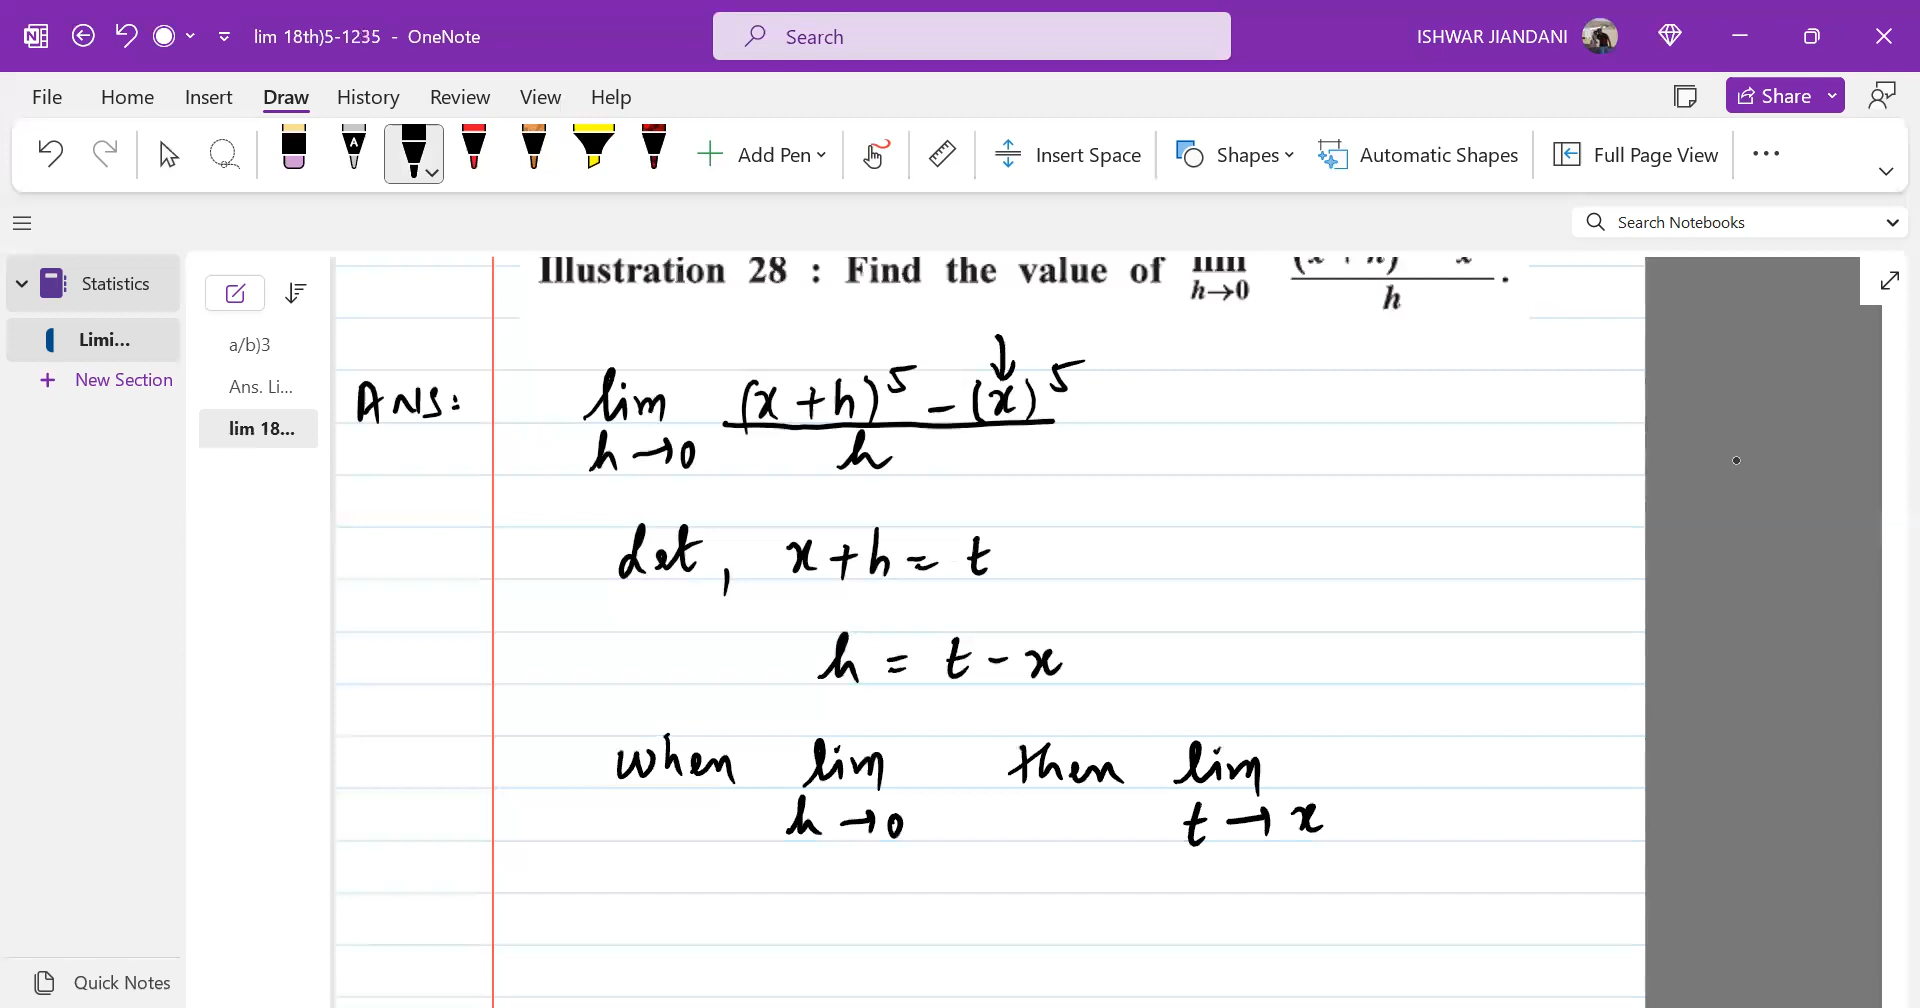 lim 18th)5-1235 - OneNote
Search
ISHWAR JIANDANI
File Home Insert Draw History Review View Help
Share
A
Add Pen
Insert Space
Shapes
Automatic Shapes
Full Page View
Search Notebooks
Statistics
Limi...
+ New Section
a/b)3
Ans. Li...
lim 18...
Quick Notes
Illustration 28 : Find the value of lim h→0 (x + h) x / h .
ANS: lim h→0 (x+h)^5 - (x)^5 / h
Let, x+h = t
h = t - x
when lim h→0 then lim t→x